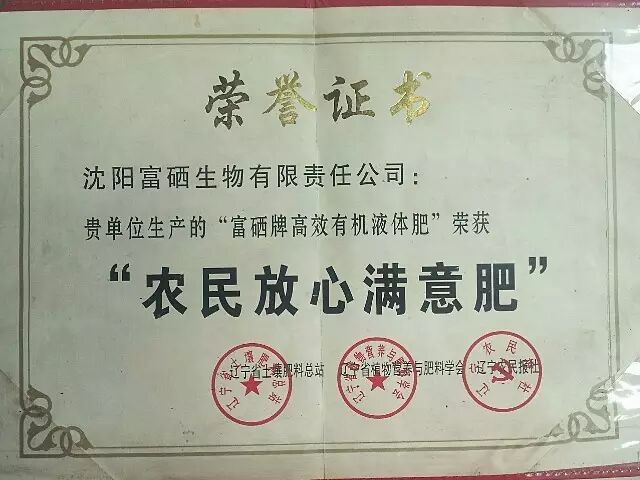 荣誉证书
沈阳富硒生物有限责任公司：
贵单位生产的“富硒牌高效有机液体肥”荣获
“农民放心满意肥”
辽宁省土壤肥料总站 辽宁省植物营养与肥料学会 辽宁农民报社